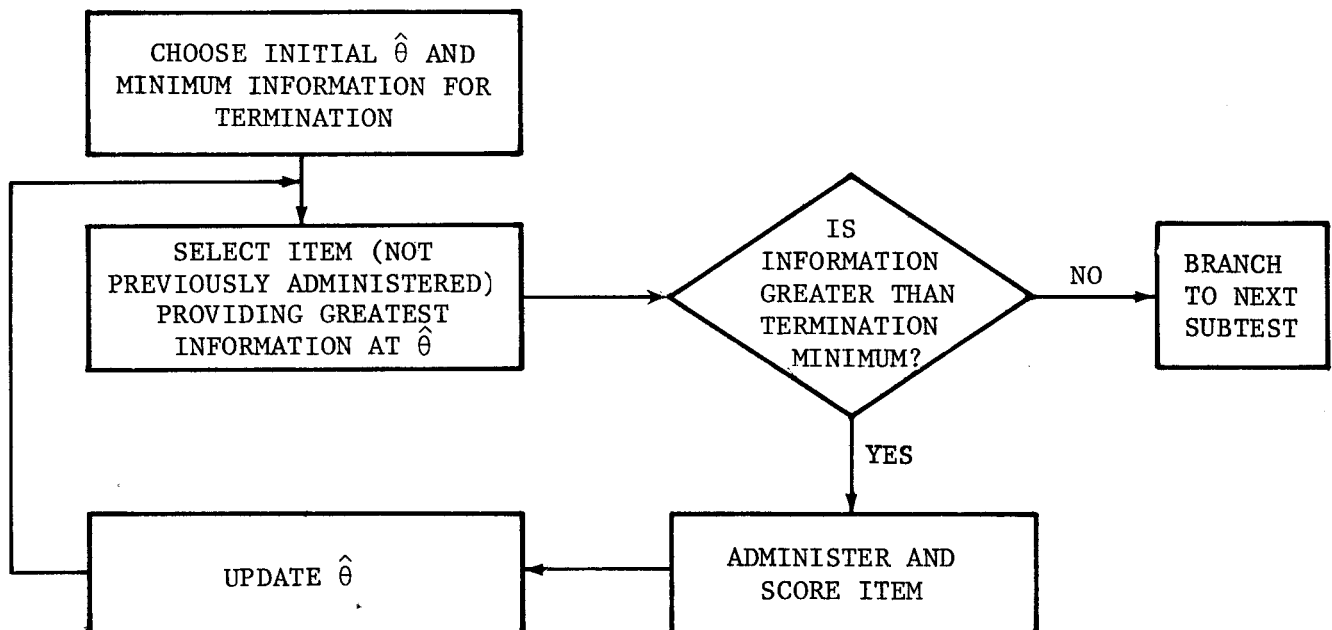 CHOOSE INITIAL θ̂ AND
MINIMUM INFORMATION FOR
TERMINATION
SELECT ITEM (NOT
PREVIOUSLY ADMINISTERED)
PROVIDING GREATEST
INFORMATION AT θ̂
IS
INFORMATION
GREATER THAN
TERMINATION
MINIMUM?
NO
BRANCH
TO NEXT
SUBTEST
YES
ADMINISTER AND
SCORE ITEM
UPDATE θ̂